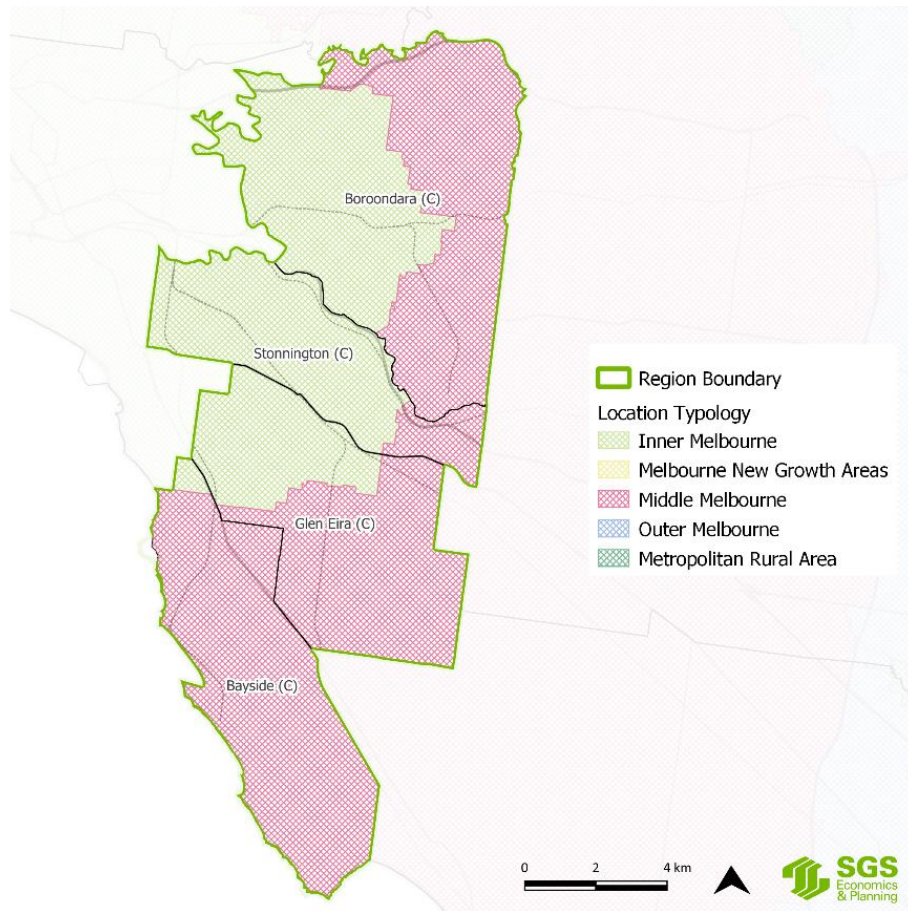 Boroondara (C)
Stonnington (C)
Glen Eira (C)
Bayside (C)
Region Boundary
Location Typology
Inner Melbourne
Melbourne New Growth Areas
Middle Melbourne
Outer Melbourne
Metropolitan Rural Area
0 2 4 km
SGS
Economics
& Planning